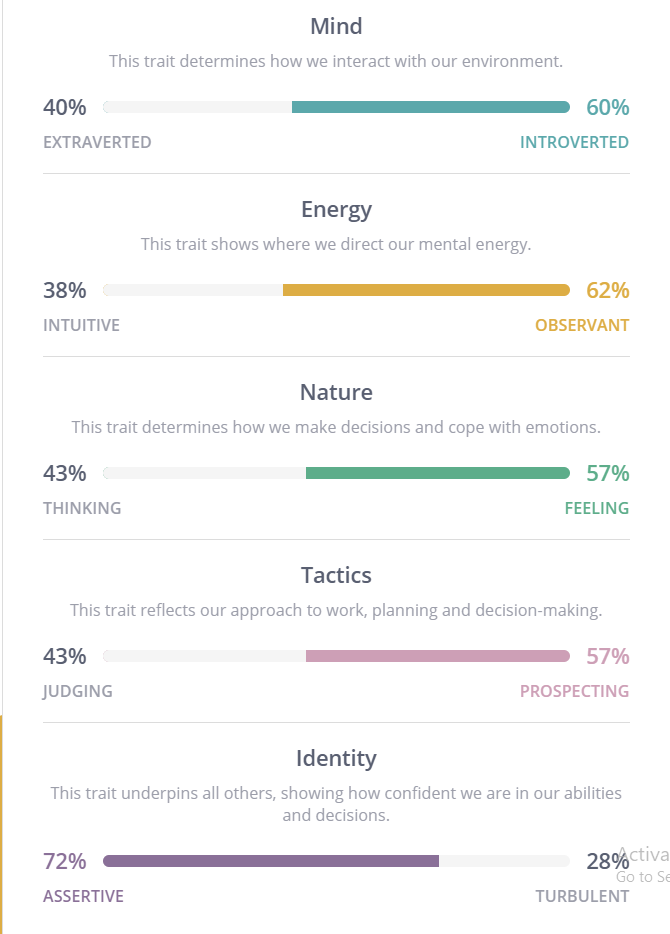 Mind
This trait determines how we interact with our environment.
40% 60%
EXTRAVERTED INTROVERTED
Energy
This trait shows where we direct our mental energy.
38% 62%
INTUITIVE OBSERVANT
Nature
This trait determines how we make decisions and cope with emotions.
43% 57%
THINKING FEELING
Tactics
This trait reflects our approach to work, planning and decision-making.
43% 57%
JUDGING PROSPECTING
Identity
This trait underpins all others, showing how confident we are in our abilities
and decisions.
72% 28%
Activa
Go to Se
ASSERTIVE TURBULENT